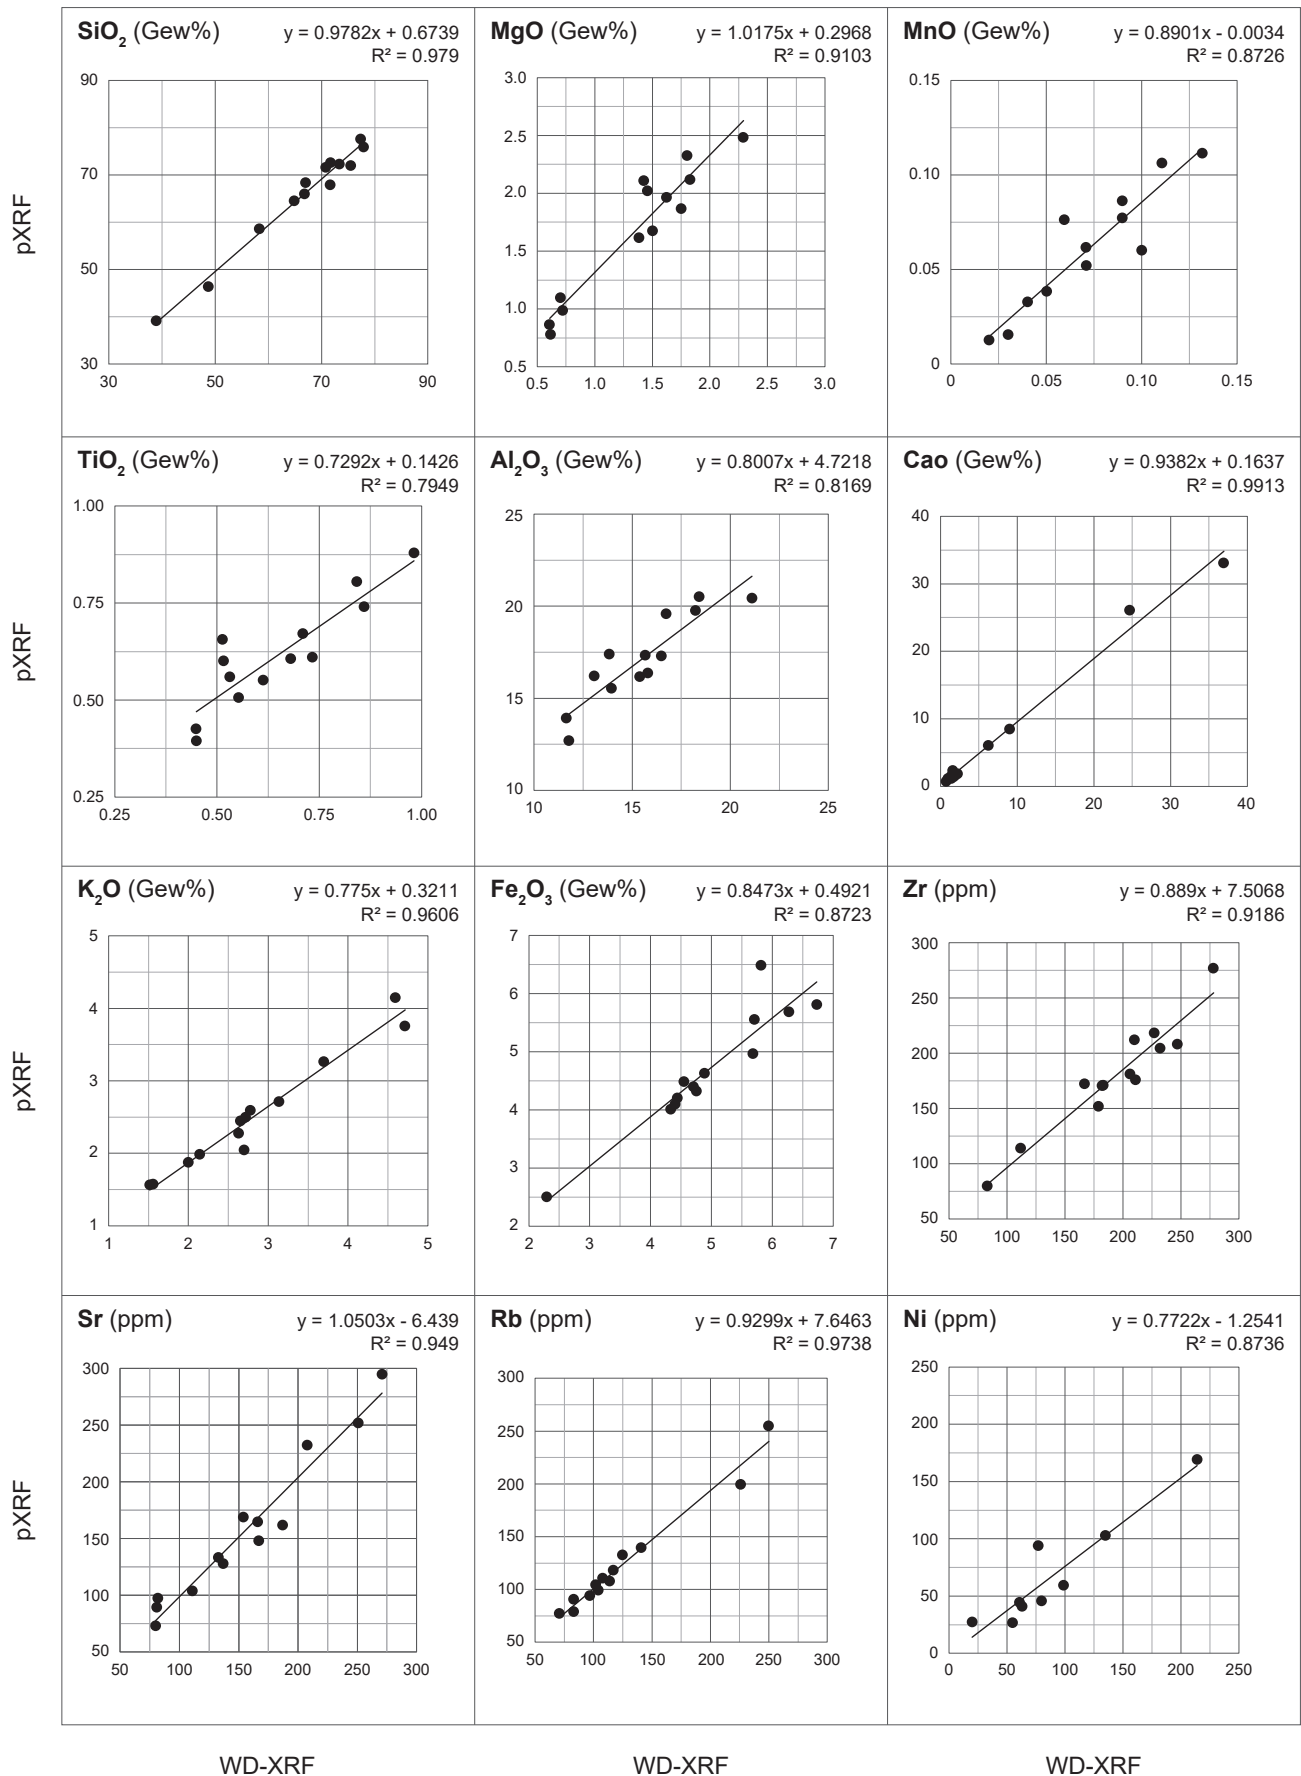 SiO2 (Gew%)
y = 0.9782x + 0.6739
R² = 0.979
90
70
50
30
30 50 70 90
MgO (Gew%)
y = 1.0175x + 0.2968
R² = 0.9103
3.0
2.5
2.0
1.5
1.0
0.5
0.5 1.0 1.5 2.0 2.5 3.0
MnO (Gew%)
y = 0.8901x - 0.0034
R² = 0.8726
0.15
0.10
0.05
0
0 0.05 0.10 0.15
pXRF
TiO2 (Gew%)
y = 0.7292x + 0.1426
R² = 0.7949
1.00
0.75
0.50
0.25
0.25 0.50 0.75 1.00
Al2O3 (Gew%)
y = 0.8007x + 4.7218
R² = 0.8169
25
20
15
10
10 15 20 25
Cao (Gew%)
y = 0.9382x + 0.1637
R² = 0.9913
40
30
20
10
0
0 10 20 30 40
pXRF
K2O (Gew%)
y = 0.775x + 0.3211
R² = 0.9606
5
4
3
2
1
1 2 3 4 5
Fe2O3 (Gew%)
y = 0.8473x + 0.4921
R² = 0.8723
7
6
5
4
3
2
2 3 4 5 6 7
Zr (ppm)
y = 0.889x + 7.5068
R² = 0.9186
300
250
200
150
100
50
50 100 150 200 250 300
pXRF
Sr (ppm)
y = 1.0503x - 6.439
R² = 0.949
300
250
200
150
100
50
50 100 150 200 250 300
Rb (ppm)
y = 0.9299x + 7.6463
R² = 0.9738
300
250
200
150
100
50
50 100 150 200 250 300
Ni (ppm)
y = 0.7722x - 1.2541
R² = 0.8736
250
200
150
100
50
0
0 50 100 150 200 250
pXRF
WD-XRF WD-XRF WD-XRF